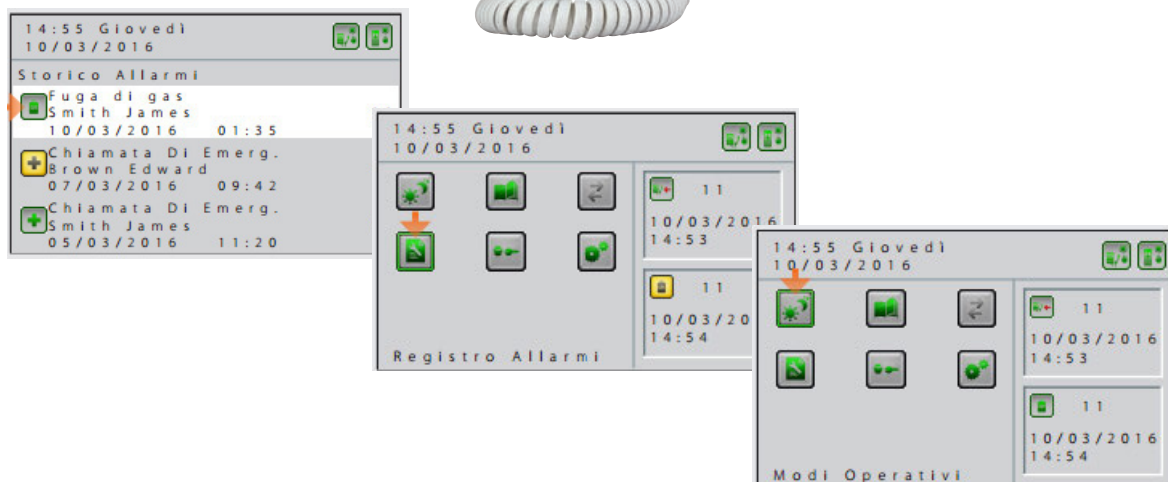 14:55 Giovedì
10/03/2016
Storico Allarmi
Fuga di gas
Smith James
10/03/2016 01:35
Chiamata Di Emerg.
Brown Edward
07/03/2016 09:42
Chiamata Di Emerg.
Smith James
05/03/2016 11:20
14:55 Giovedì
10/03/2016
11
10/03/2016
14:53
11
10/03/20
14:54
Registro Allarmi
14:55 Giovedì
10/03/2016
11
10/03/2016
14:53
11
10/03/2016
14:54
Modi Operativi